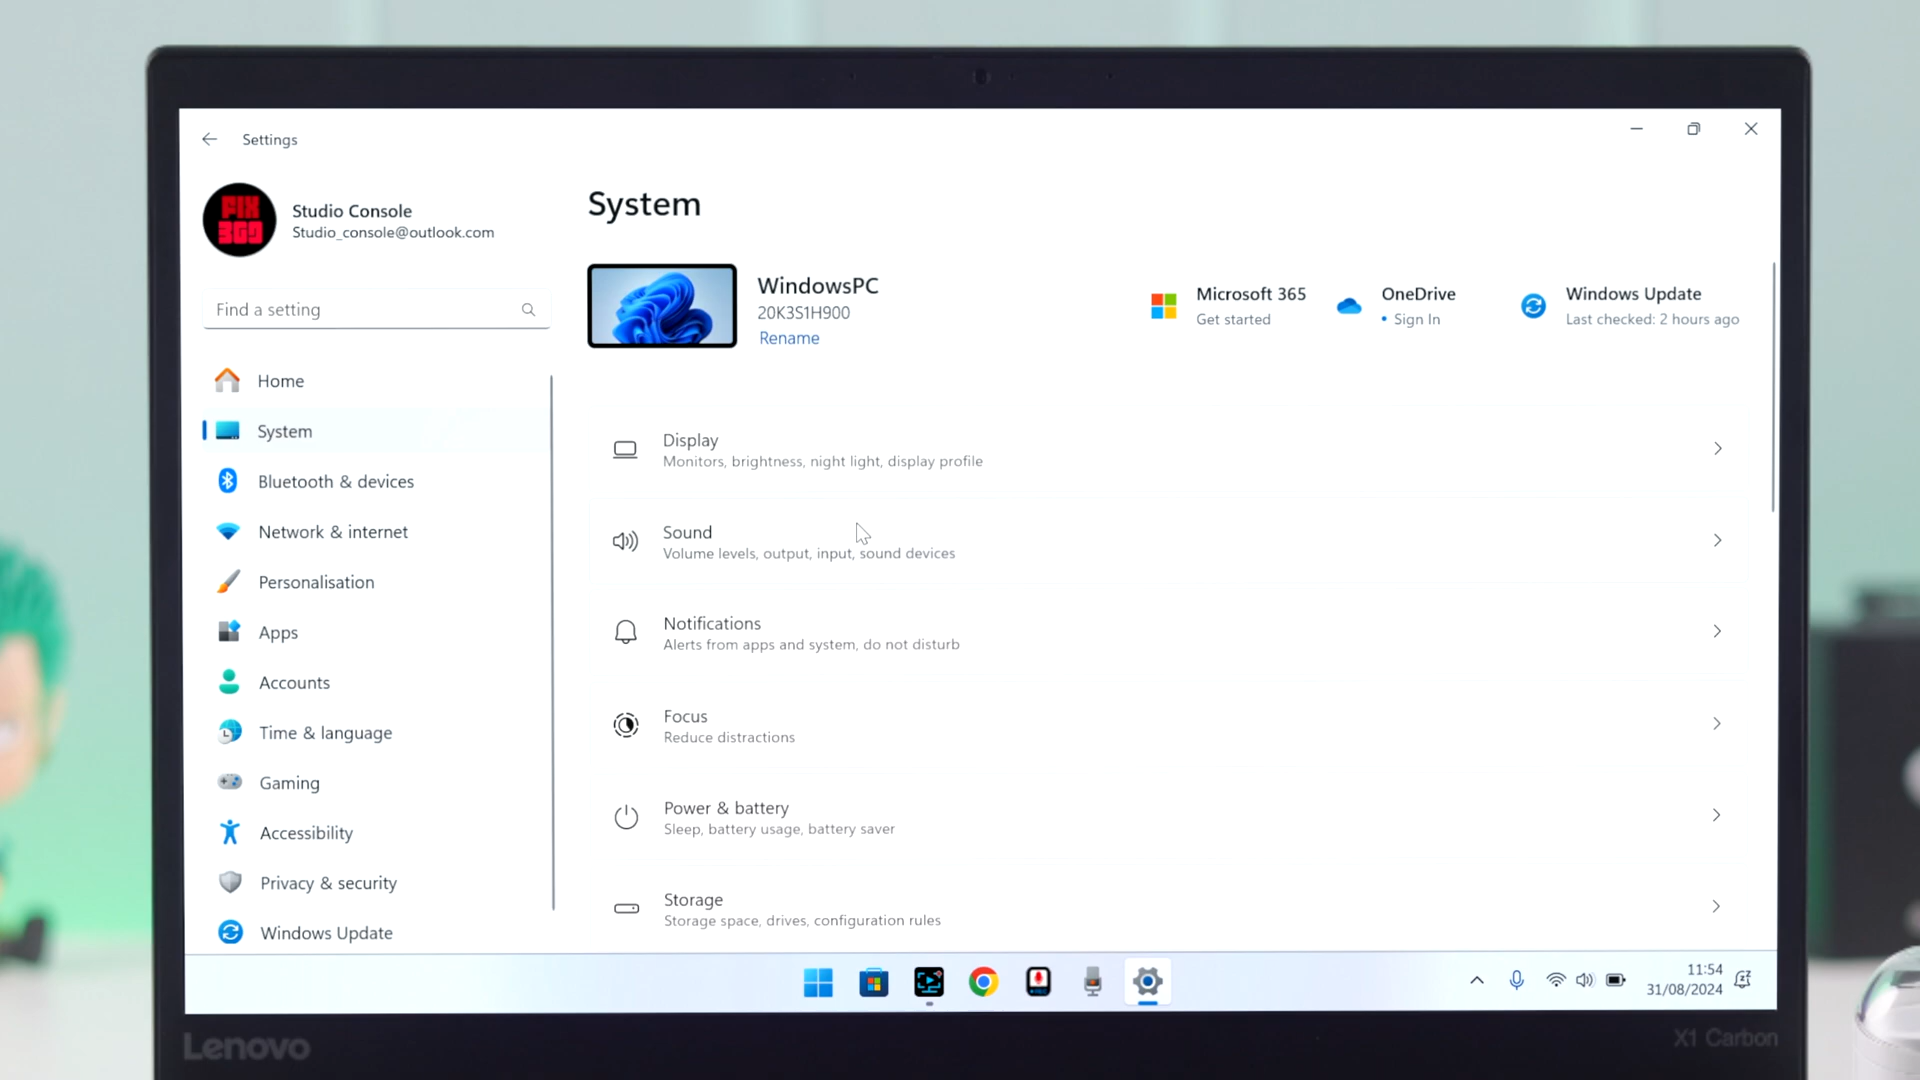 Settings
FIX
369
Studio Console
Studio_console@outlook.com
Find a setting
Home
System
Bluetooth & devices
Network & internet
Personalisation
Apps
Accounts
Time & language
Gaming
Accessibility
Privacy & security
Windows Update
System
WindowsPC
20K3S1H900
Rename
Microsoft 365
Get started
OneDrive
• Sign In
Windows Update
Last checked: 2 hours ago
Display
Monitors, brightness, night light, display profile
Sound
Volume levels, output, input, sound devices
Notifications
Alerts from apps and system, do not disturb
Focus
Reduce distractions
Power & battery
Sleep, battery usage, battery saver
Storage
Storage space, drives, configuration rules
11:54
31/08/2024
Lenovo
X1 Carbon